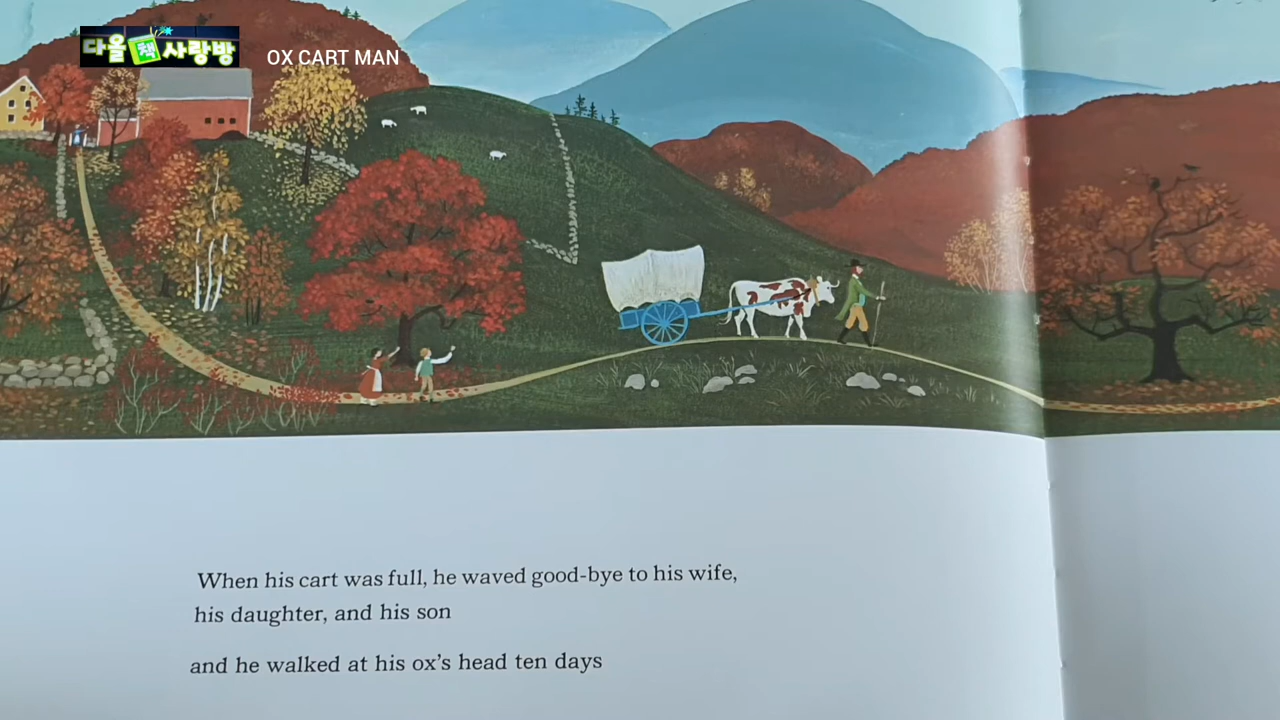 다올책사랑방
OX CART MAN
When his cart was full, he waved good-bye to his wife,
his daughter, and his son
and he walked at his ox's head ten days